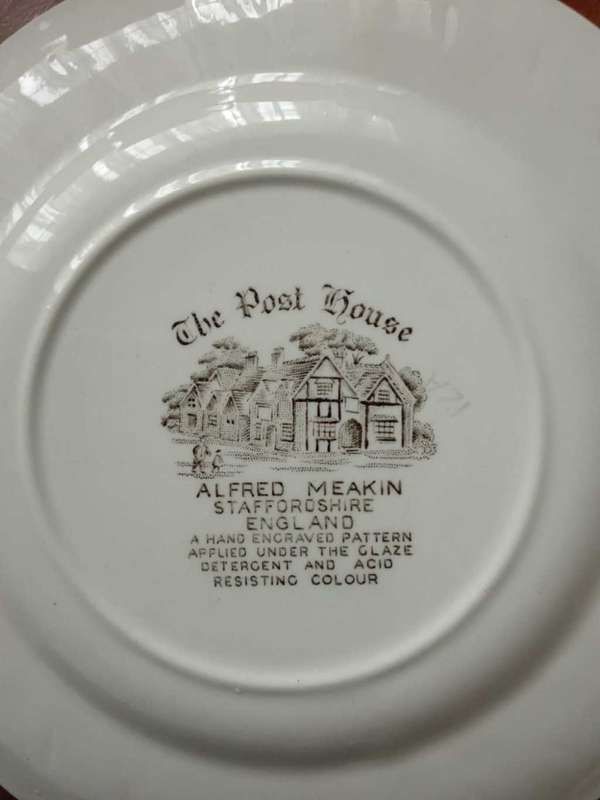 The Post House
ALFRED MEAKIN
STAFFORDSHIRE
ENGLAND
A HAND ENGRAVED PATTERN
APPLIED UNDER THE GLAZE
DETERGENT AND ACID
RESISTING COLOUR